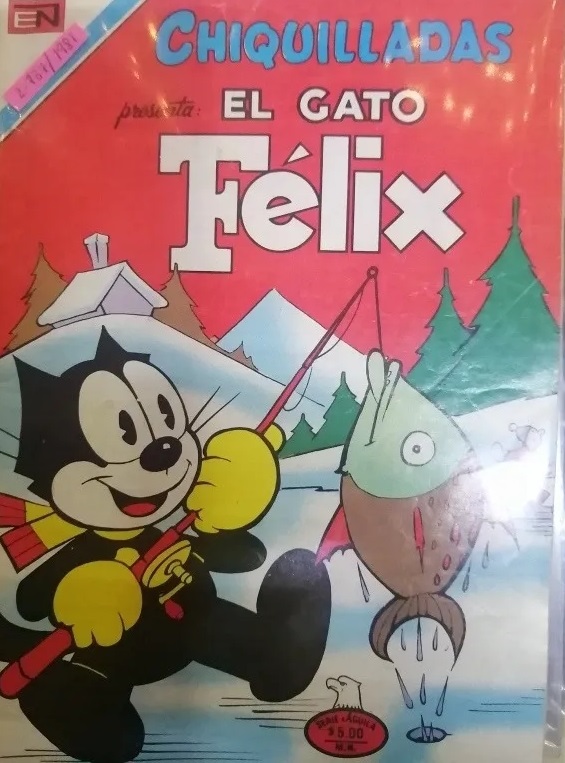 EN
CHIQUILLADAS
presenta: EL GATO
Félix
SERIE ÁGUILA
$5.00
M.N.